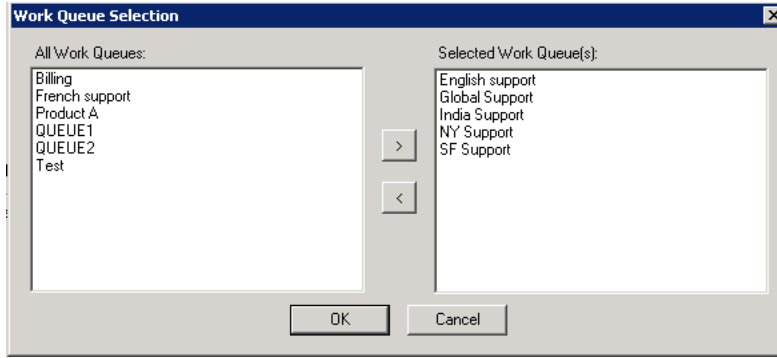 Work Queue Selection
All Work Queues:
Billing
French support
Product A
QUEUE1
QUEUE2
Test
>
<
Selected Work Queue(s):
English support
Global Support
India Support
NY Support
SF Support
OK
Cancel